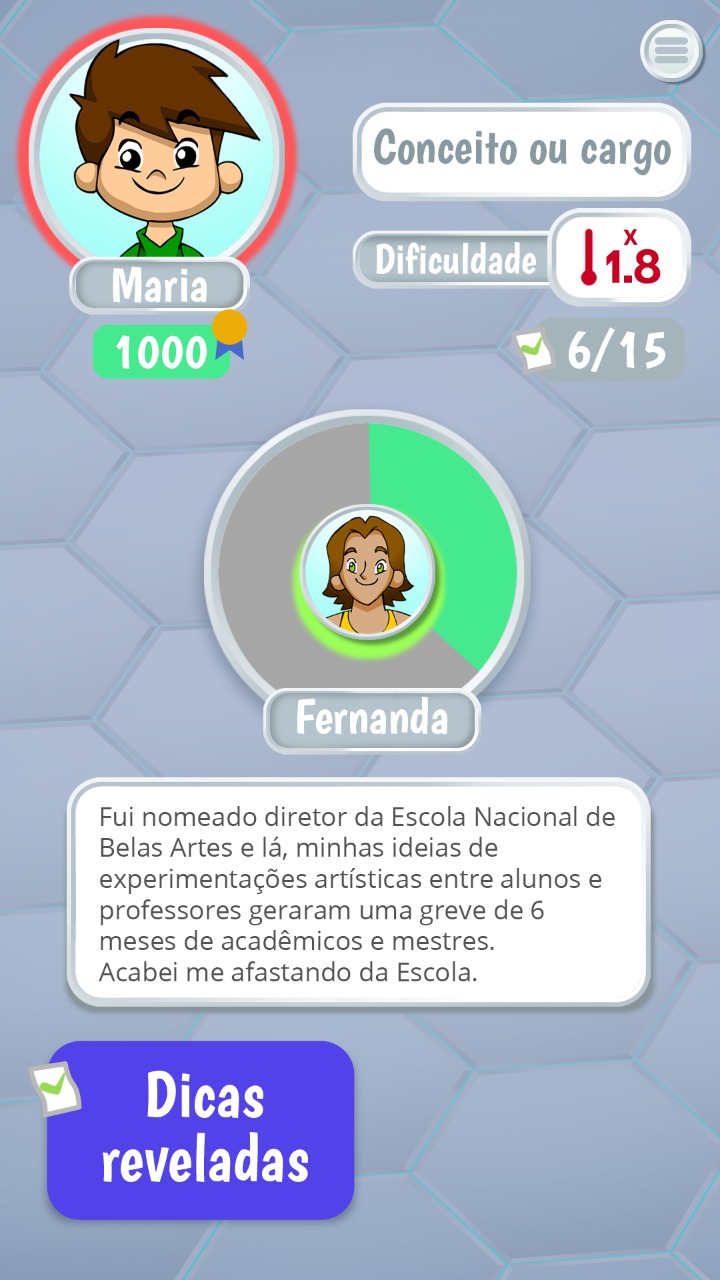 Conceito ou cargo
Dificuldade
x
1.8
Maria
1000
6/15
Fernanda
Fui nomeado diretor da Escola Nacional de
Belas Artes e lá, minhas ideias de
experimentações artísticas entre alunos e
professores geraram uma greve de 6
meses de acadêmicos e mestres.
Acabei me afastando da Escola.
Dicas
reveladas